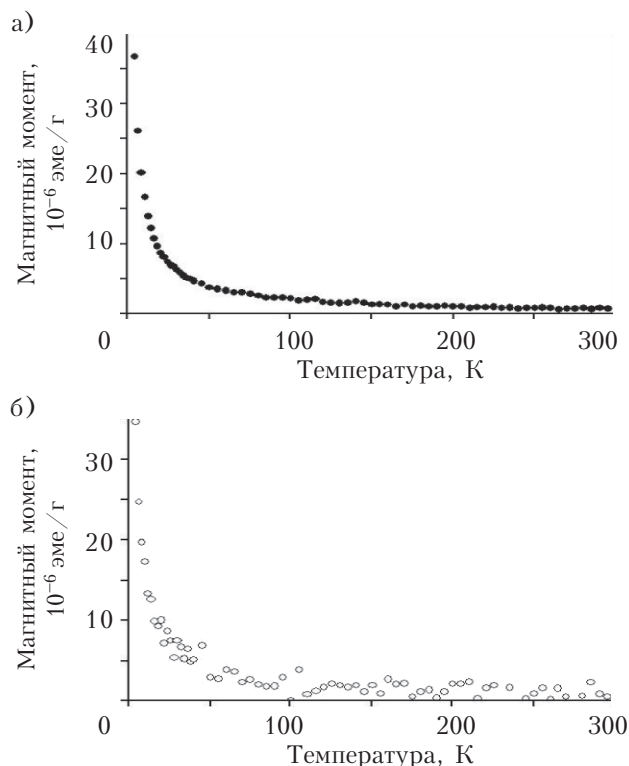 а)
Магнитный момент,
10⁻⁶ эме/г
40
30
20
10
0
100
200
300
Температура, К
б)
Магнитный момент,
10⁻⁶ эме/г
30
20
10
0
100
200
300
Температура, К